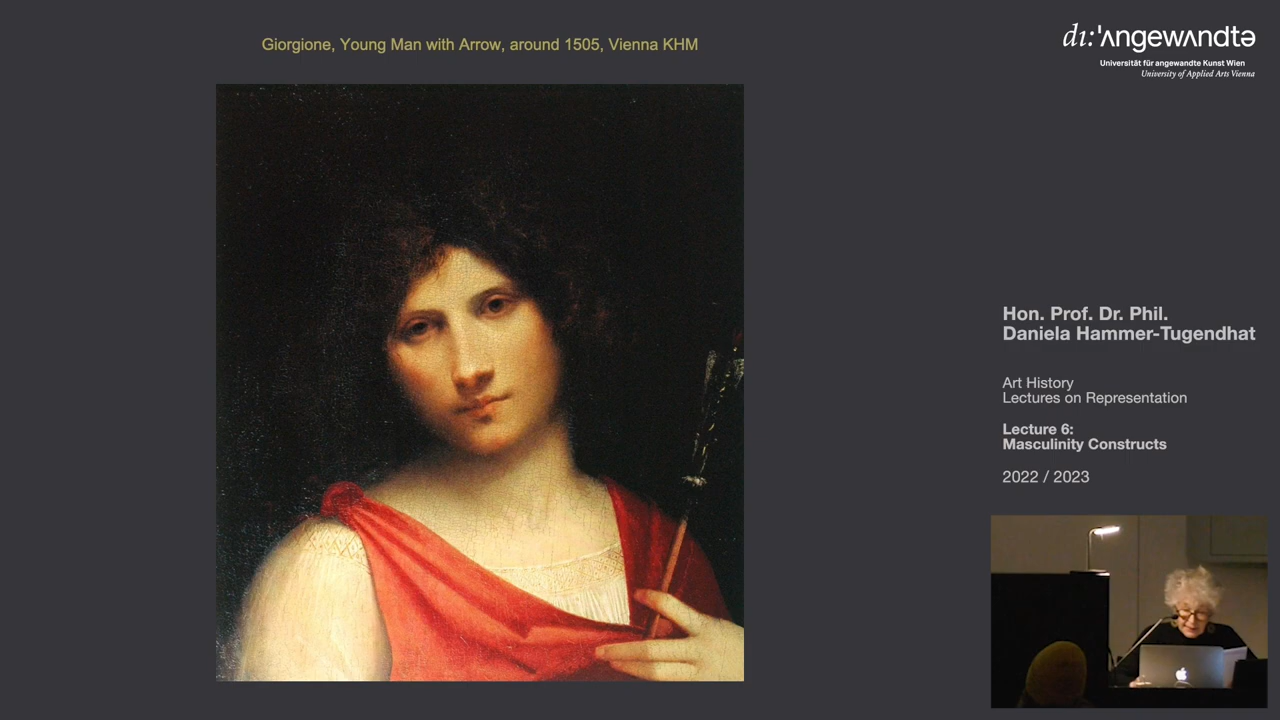 Giorgione, Young Man with Arrow, around 1505, Vienna KHM
dı:'ʌngewʌndtə
Universität für angewandte Kunst Wien
University of Applied Arts Vienna
Hon. Prof. Dr. Phil.
Daniela Hammer-Tugendhat
Art History
Lectures on Representation
Lecture 6:
Masculinity Constructs
2022 / 2023